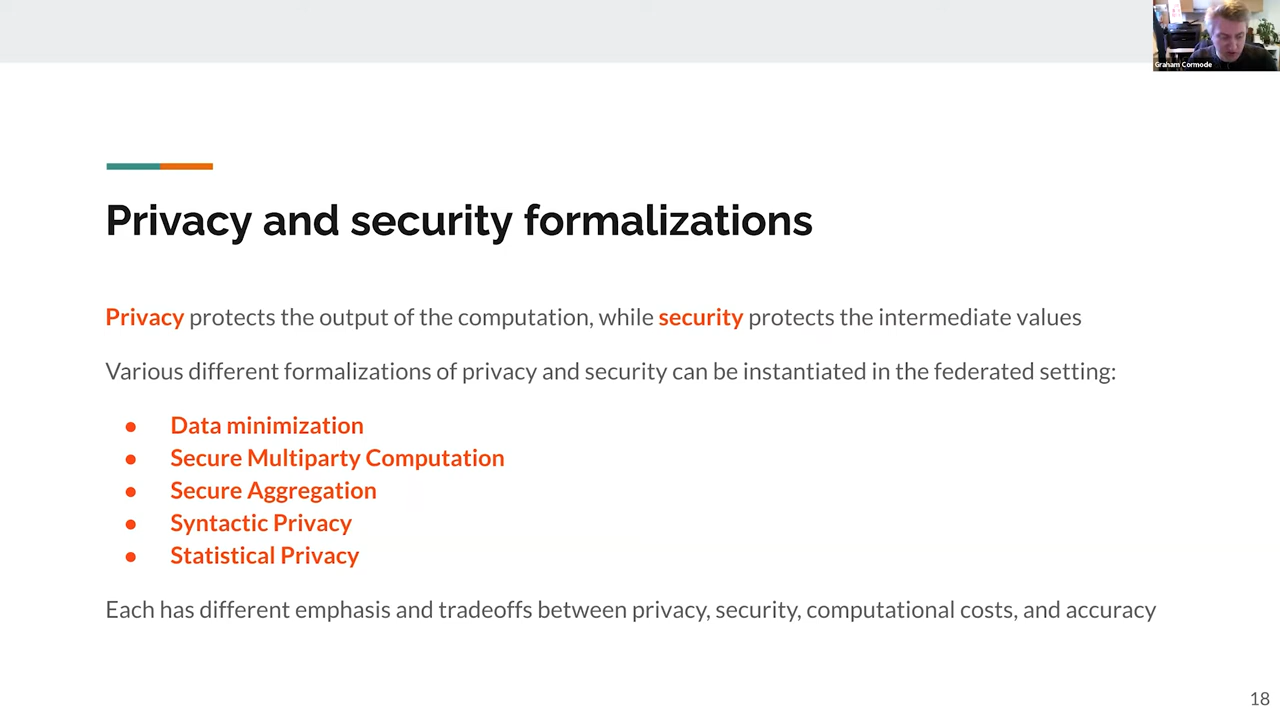 Graham Cormode
Privacy and security formalizations
Privacy protects the output of the computation, while security protects the intermediate values
Various different formalizations of privacy and security can be instantiated in the federated setting:
● Data minimization
● Secure Multiparty Computation
● Secure Aggregation
● Syntactic Privacy
● Statistical Privacy
Each has different emphasis and tradeoffs between privacy, security, computational costs, and accuracy
18